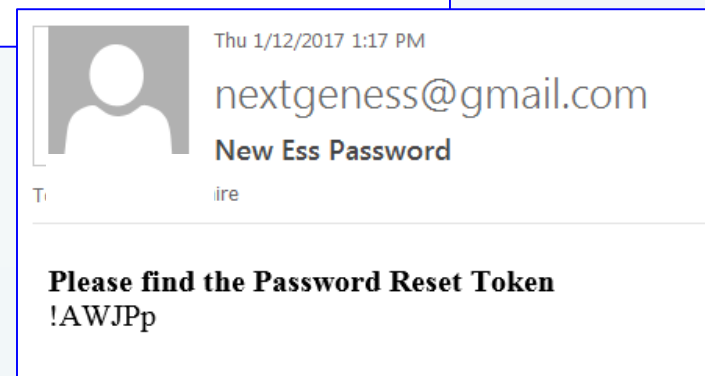 Thu 1/12/2017 1:17 PM
nextgeness@gmail.com
New Ess Password
Please find the Password Reset Token
!AWJPp